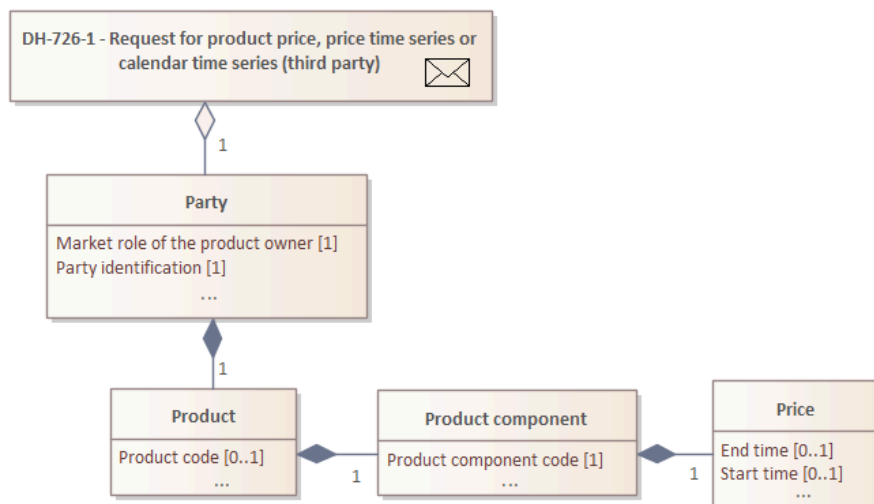 DH-726-1 - Request for product price, price time series or
calendar time series (third party)
1
Party
Market role of the product owner [1]
Party identification [1]
...
1
Product
Product code [0..1]
...
1
Product component
Product component code [1]
...
1
Price
End time [0..1]
Start time [0..1]
...